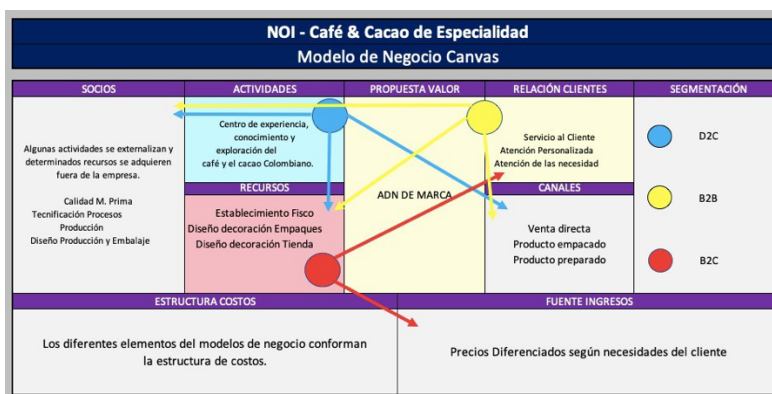 NOI - Café & Cacao de Especialidad
Modelo de Negocio Canvas
SOCIOS
Algunas actividades se externalizan y
determinados recursos se adquieren
fuera de la empresa.
Calidad M. Prima
Tecnificación Procesos
Producción
Diseño Producción y Embalaje
ACTIVIDADES
Centro de experiencia,
conocimiento y
exploración del
café y el cacao Colombiano.
RECURSOS
Establecimiento Fisco
Diseño decoración Empaques
Diseño decoración Tienda
PROPUESTA VALOR
ADN DE MARCA
RELACIÓN CLIENTES
Servicio al Cliente
Atención Personalizada
Atención de las necesidad
CANALES
Venta directa
Producto empacado
Producto preparado
SEGMENTACIÓN
D2C
B2B
B2C
ESTRUCTURA COSTOS
Los diferentes elementos del modelos de negocio conforman
la estructura de costos.
FUENTE INGRESOS
Precios Diferenciados según necesidades del cliente